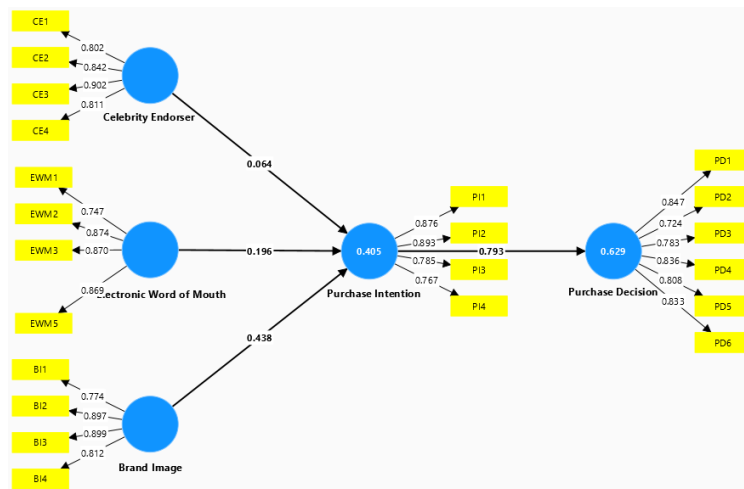 CE1
0.802
CE2
0.842
CE3
0.902
CE4
0.811
Celebrity Endorser
0.064
EWM1
0.747
EWM2
0.874
EWM3
0.870
EWM5
0.869
lectronic Word of Mouth
0.196
BI1
0.774
BI2
0.897
BI3
0.899
BI4
0.812
Brand Image
0.438
0.405
Purchase Intention
PI1
0.876
PI2
0.893
PI3
0.785
PI4
0.767
0.793
0.629
Purchase Decision
PD1
0.847
PD2
0.724
PD3
0.783
PD4
0.836
PD5
0.808
PD6
0.833